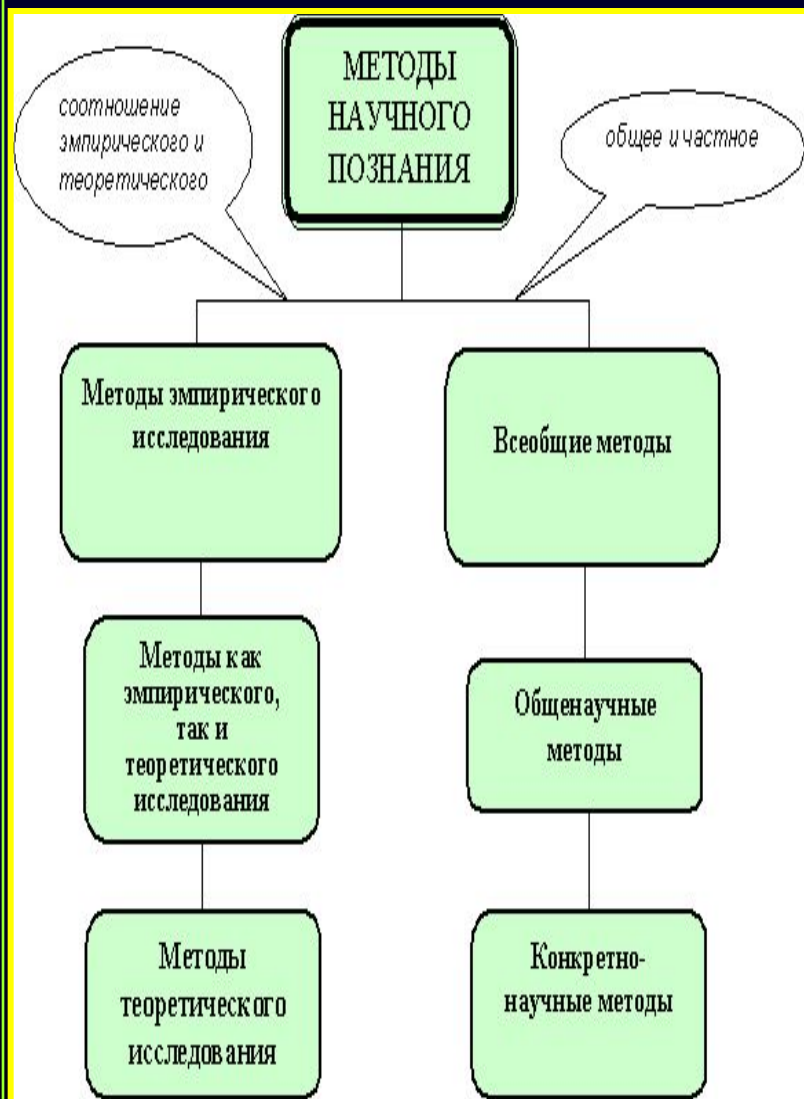 МЕТОДЫ
НАУЧНОГО
ПОЗНАНИЯ
соотношение
эмпирического и
теоретического
общее и частное
Методы эмпирического
исследования
Методы как
эмпирического,
так и
теоретического
исследования
Методы
теоретического
исследования
Всеобщие методы
Общенаучные
методы
Конкретно-
научные методы